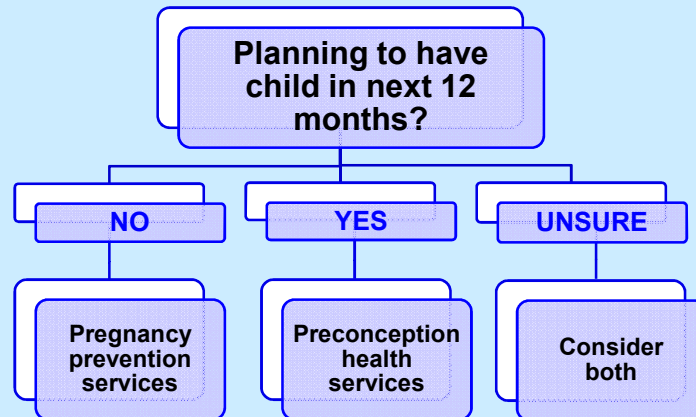 Planning to have
child in next 12
months?
NO
YES
UNSURE
Pregnancy
prevention
services
Preconception
health
services
Consider
both